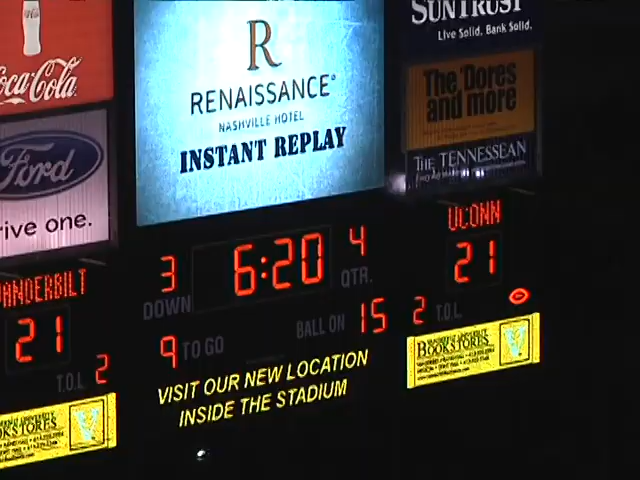 Coca-Cola
Ford
rive one.
R
RENAISSANCE
NASHVILLE HOTEL
INSTANT REPLAY
SUNTRUST
Live Solid. Bank Solid.
The 'Dores
and more
THE TENNESSEAN
VANDERBILT
21
T.O.L 2
3 DOWN
6:20
4 QTR.
9 TO GO
BALL ON 15
UCONN
21
2 T.O.L
VISIT OUR NEW LOCATION
INSIDE THE STADIUM
BOOKSTORES
OKSTORES